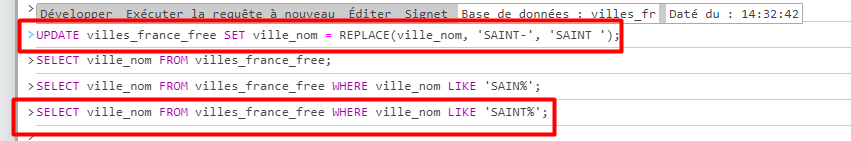 Développer Exécuter la requête à nouveau Éditer Signet Base de données : villes_fr Daté du : 14:32:42
>UPDATE villes_france_free SET ville_nom = REPLACE(ville_nom, 'SAINT-', 'SAINT ');
>SELECT ville_nom FROM villes_france_free;
>SELECT ville_nom FROM villes_france_free WHERE ville_nom LIKE 'SAIN%';
>SELECT ville_nom FROM villes_france_free WHERE ville_nom LIKE 'SAINT%';
>